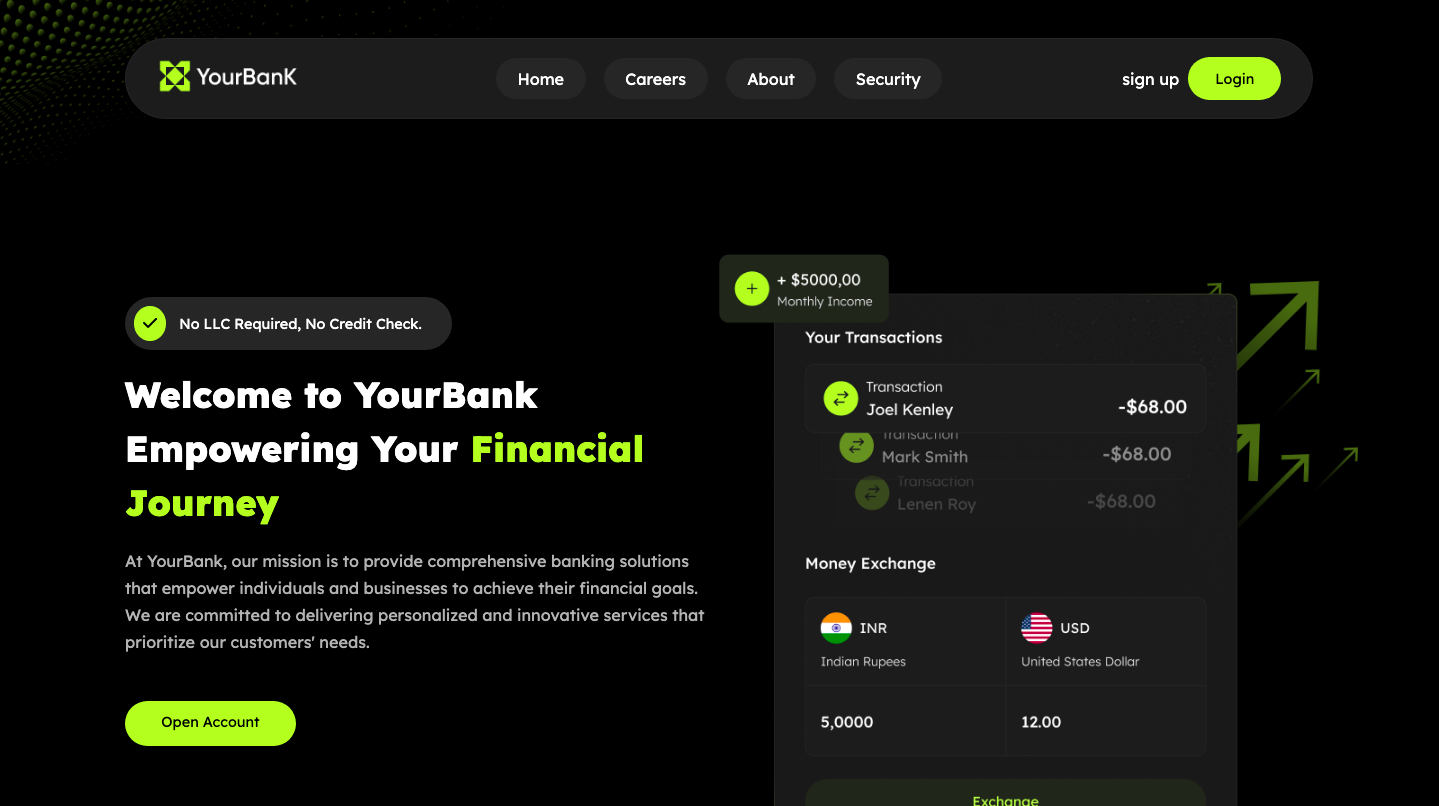 YourBanK
Home
Careers
About
Security
sign up
Login
No LLC Required, No Credit Check.
Welcome to YourBank
Empowering Your Financial
Journey
At YourBank, our mission is to provide comprehensive banking solutions
that empower individuals and businesses to achieve their financial goals.
We are committed to delivering personalized and innovative services that
prioritize our customers' needs.
Open Account
+ $5000,00
Monthly Income
Your Transactions
Transaction
Joel Kenley
-$68.00
Transaction
Mark Smith
-$68.00
Transaction
Lenen Roy
-$68.00
Money Exchange
INR
USD
Indian Rupees
United States Dollar
5,0000
12.00
Exchange